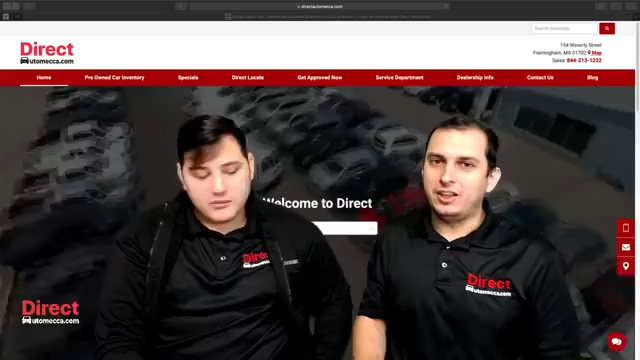 directautomecca.com
Search Inventory
Direct
utomecca.com
154 Waverly Street
Framingham, MA 01702 Map
Sales: 844-213-1232
Home Pre Owned Car Inventory Specials Direct Locate Get Approved Now Service Department Dealership Info Contact Us Blog
Welcome to Direct
Direct
utomecca.com
Direct
utomecca.com
Direct
utomecca.com